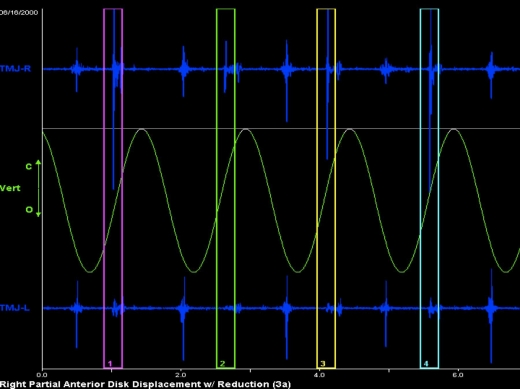 06/16/2000
TMJ-R
C
Vert
O
TMJ-L
1
2
3
4
0.0
2.0
4.0
6.0
Right Partial Anterior Disk Displacement w/ Reduction (3a)